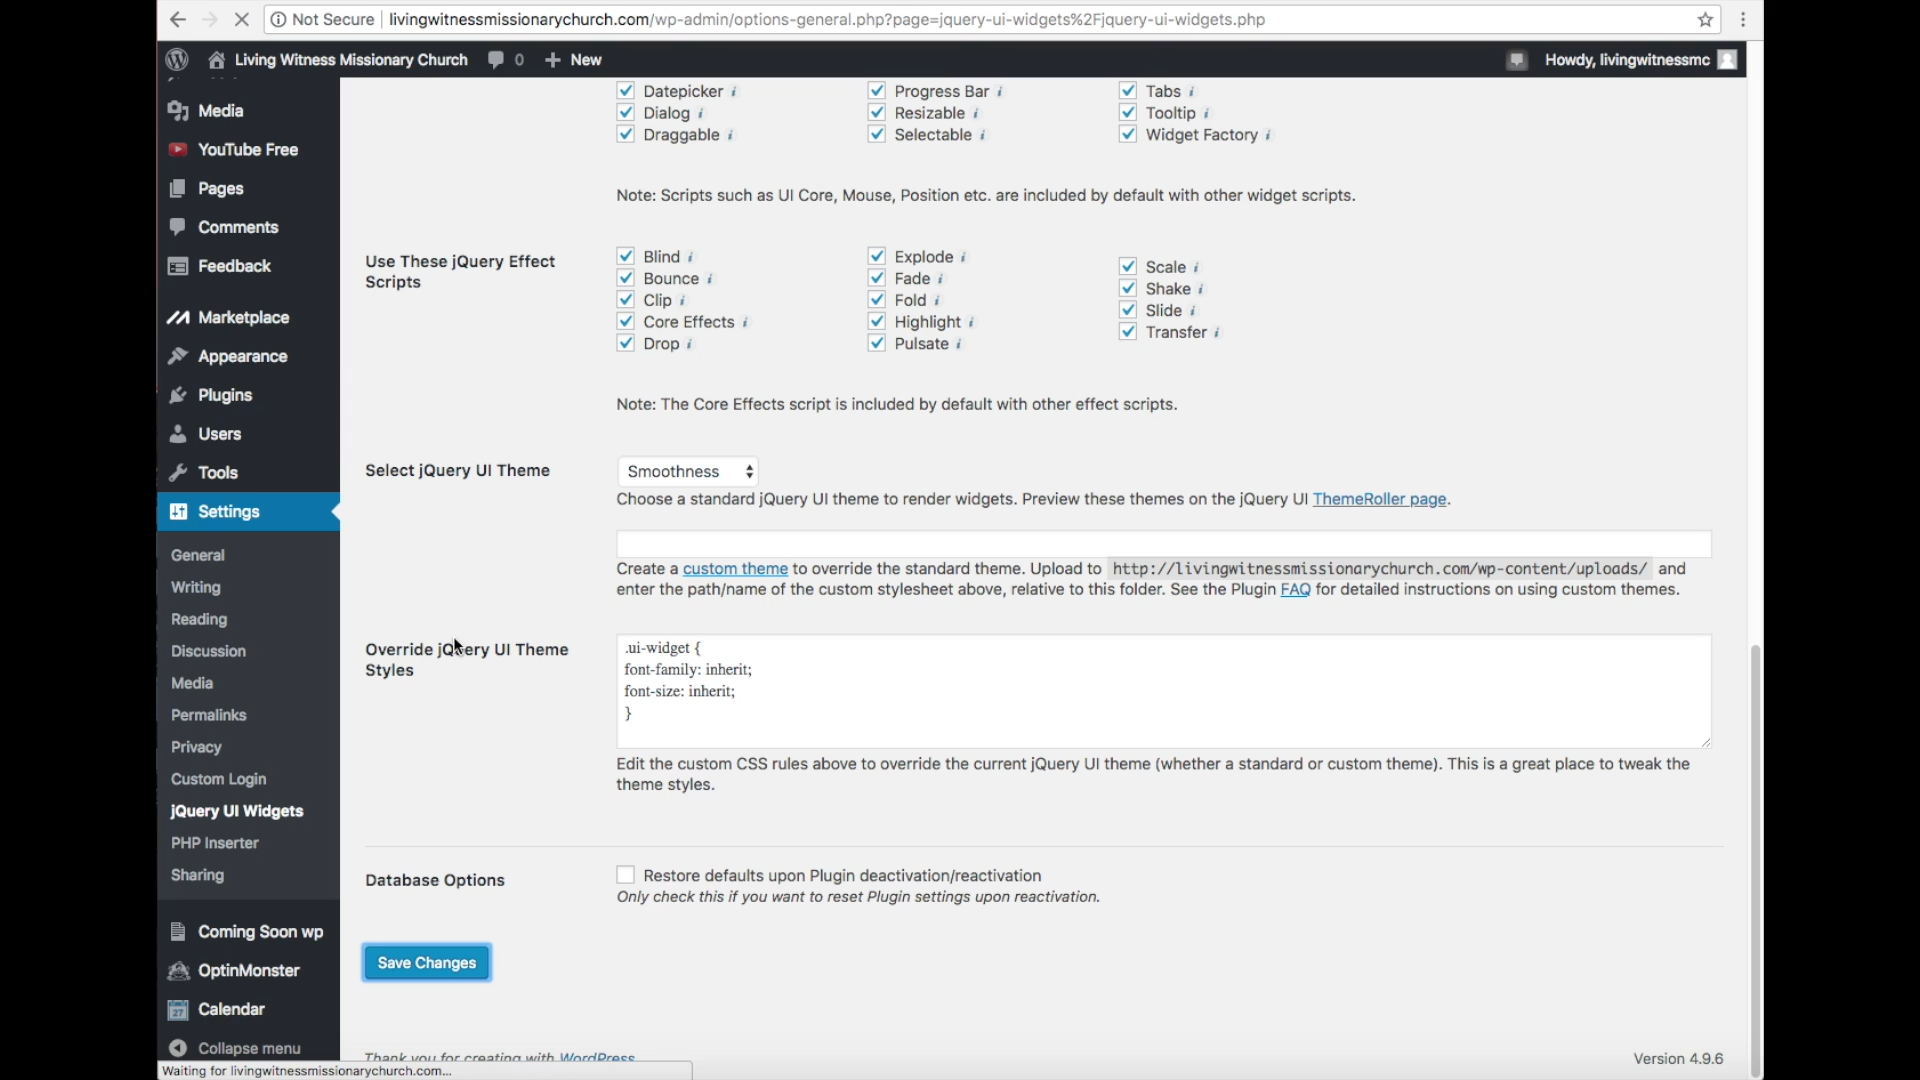 Not Secure livingwitnessmissionarychurch.com/wp-admin/options-general.php?page=jquery-ui-widgets%2Fjquery-ui-widgets.php
Living Witness Missionary Church 0 New Howdy, livingwitnessmc
Media
YouTube Free
Pages
Comments
Feedback
Marketplace
Appearance
Plugins
Users
Tools
Settings
General
Writing
Reading
Discussion
Media
Permalinks
Privacy
Custom Login
jQuery UI Widgets
PHP Inserter
Sharing
Coming Soon wp
OptinMonster
27 Calendar
Collapse menu
Datepicker i Progress Bar i Tabs i
Dialog i Resizable i Tooltip i
Draggable i Selectable i Widget Factory i
Note: Scripts such as UI Core, Mouse, Position etc. are included by default with other widget scripts.
Use These jQuery Effect
Scripts
Blind i
Bounce i
Clip i
Core Effects i
Drop i
Explode i
Fade i
Fold i
Highlight i
Pulsate i
Scale i
Shake i
Slide i
Transfer i
Note: The Core Effects script is included by default with other effect scripts.
Select jQuery UI Theme Smoothness
Choose a standard jQuery UI theme to render widgets. Preview these themes on the jQuery UI ThemeRoller page.
Create a custom theme to override the standard theme. Upload to http://livingwitnessmissionarychurch.com/wp-content/uploads/ and
enter the path/name of the custom stylesheet above, relative to this folder. See the Plugin FAQ for detailed instructions on using custom themes.
Override jQuery UI Theme
Styles
.ui-widget {
font-family: inherit;
font-size: inherit;
}
Edit the custom CSS rules above to override the current jQuery UI theme (whether a standard or custom theme). This is a great place to tweak the
theme styles.
Database Options
Restore defaults upon Plugin deactivation/reactivation
Only check this if you want to reset Plugin settings upon reactivation.
Save Changes
Thank you for creating with WordPress Version 4.9.6
Waiting for livingwitnessmissionarychurch.com...